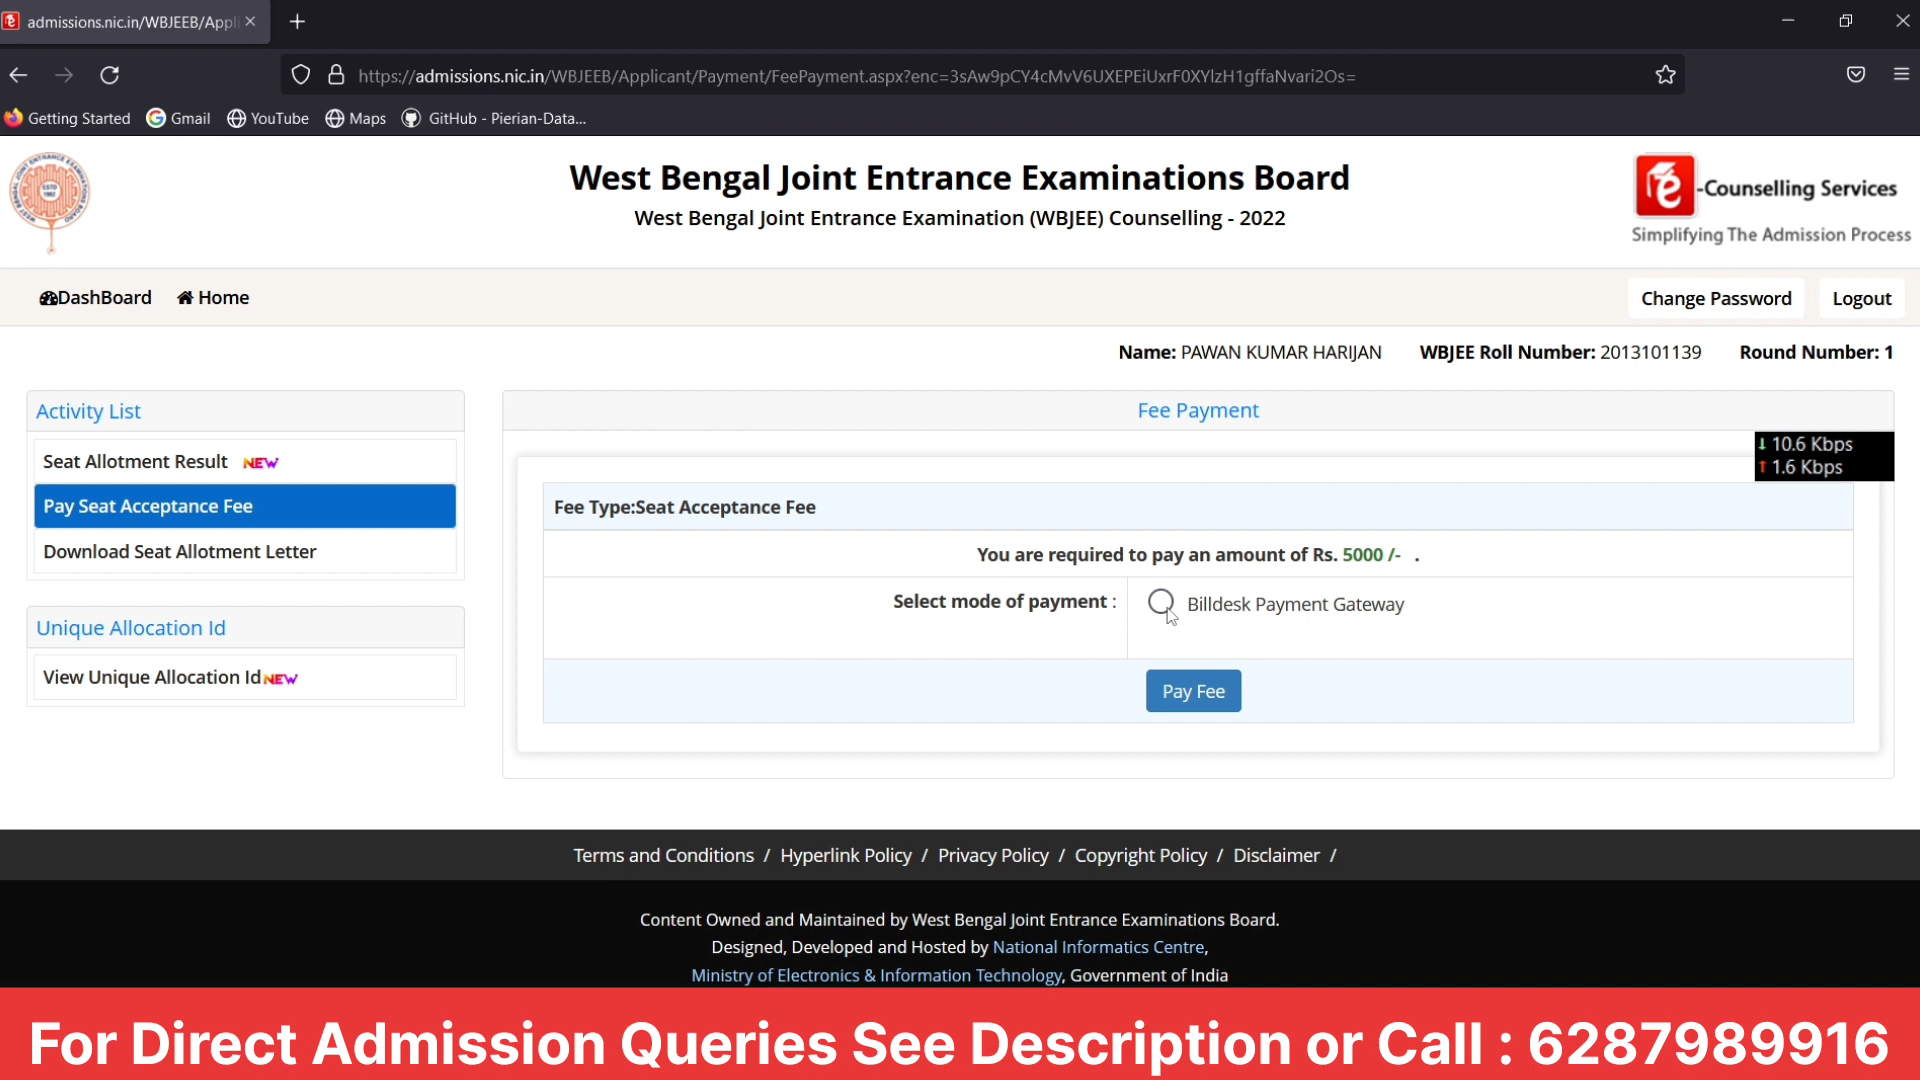 admissions.nic.in/WBJEEB/Appl
https://admissions.nic.in/WBJEEB/Applicant/Payment/FeePayment.aspx?enc=3sAw9pCY4cMvV6UXEPEiUxrF0XYlzH1gffaNvari2Os=
Getting Started Gmail YouTube Maps GitHub - Pierian-Data...
West Bengal Joint Entrance Examinations Board
West Bengal Joint Entrance Examination (WBJEE) Counselling - 2022
e-Counselling Services
Simplifying The Admission Process
DashBoard Home Change Password Logout
Name: PAWAN KUMAR HARIJAN WBJEE Roll Number: 2013101139 Round Number: 1
Activity List
Seat Allotment Result NEW
Pay Seat Acceptance Fee
Download Seat Allotment Letter
Unique Allocation Id
View Unique Allocation Id NEW
Fee Payment
↓ 10.6 Kbps
↑ 1.6 Kbps
Fee Type:Seat Acceptance Fee
You are required to pay an amount of Rs. 5000 /- .
Select mode of payment : Billdesk Payment Gateway
Pay Fee
Terms and Conditions / Hyperlink Policy / Privacy Policy / Copyright Policy / Disclaimer /
Content Owned and Maintained by West Bengal Joint Entrance Examinations Board.
Designed, Developed and Hosted by National Informatics Centre,
Ministry of Electronics & Information Technology, Government of India
For Direct Admission Queries See Description or Call : 6287989916